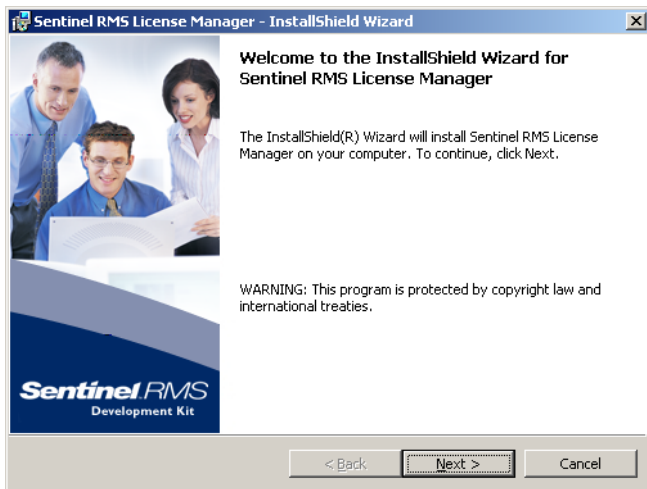 Sentinel RMS License Manager - InstallShield Wizard
Welcome to the InstallShield Wizard for
Sentinel RMS License Manager
The InstallShield(R) Wizard will install Sentinel RMS License
Manager on your computer. To continue, click Next.
WARNING: This program is protected by copyright law and
international treaties.
Sentinel.RMS
Development Kit
< Back
Next >
Cancel